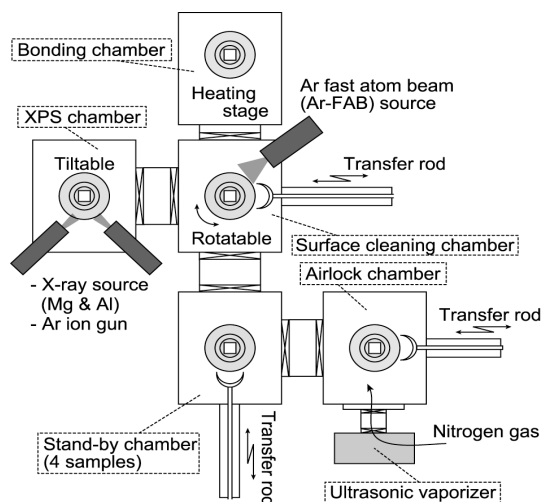 Bonding chamber
Heating
stage
Ar fast atom beam
(Ar-FAB) source
XPS chamber
Tiltable
Transfer rod
Rotatable
Surface cleaning chamber
- X-ray source
(Mg & Al)
- Ar ion gun
Airlock chamber
Transfer rod
Stand-by chamber
(4 samples)
Transfer rod
Nitrogen gas
Ultrasonic vaporizer